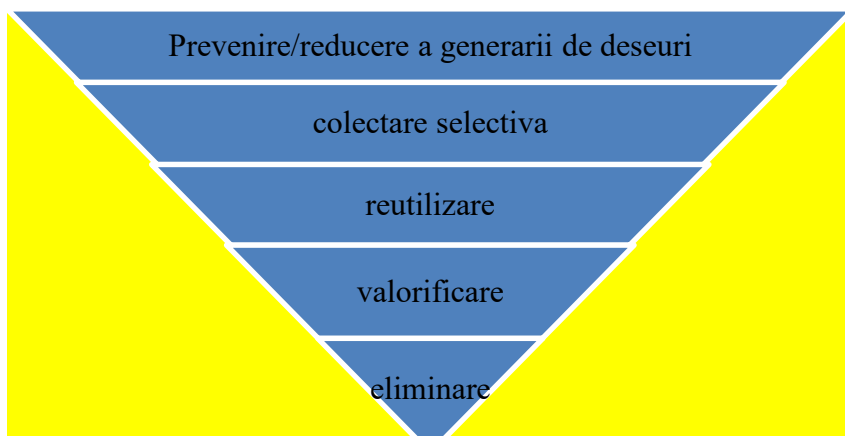 Prevenire/reducere a generarii de deseuri
colectare selectiva
reutilizare
valorificare
eliminare